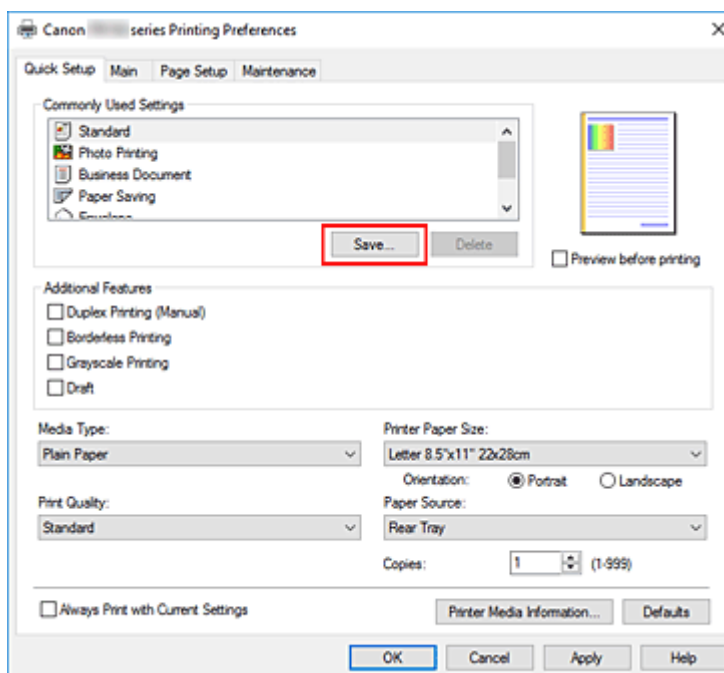 Canon series Printing Preferences
Quick Setup Main Page Setup Maintenance
Commonly Used Settings
Standard
Photo Printing
Business Document
Paper Saving
Envelope
Save... Delete
Preview before printing
Additional Features
Duplex Printing (Manual)
Borderless Printing
Grayscale Printing
Draft
Media Type: Printer Paper Size:
Plain Paper Letter 8.5"x11" 22x28cm
Orientation: Portrait Landscape
Print Quality: Paper Source:
Standard Rear Tray
Copies: 1 (1-999)
Always Print with Current Settings Printer Media Information... Defaults
OK Cancel Apply Help